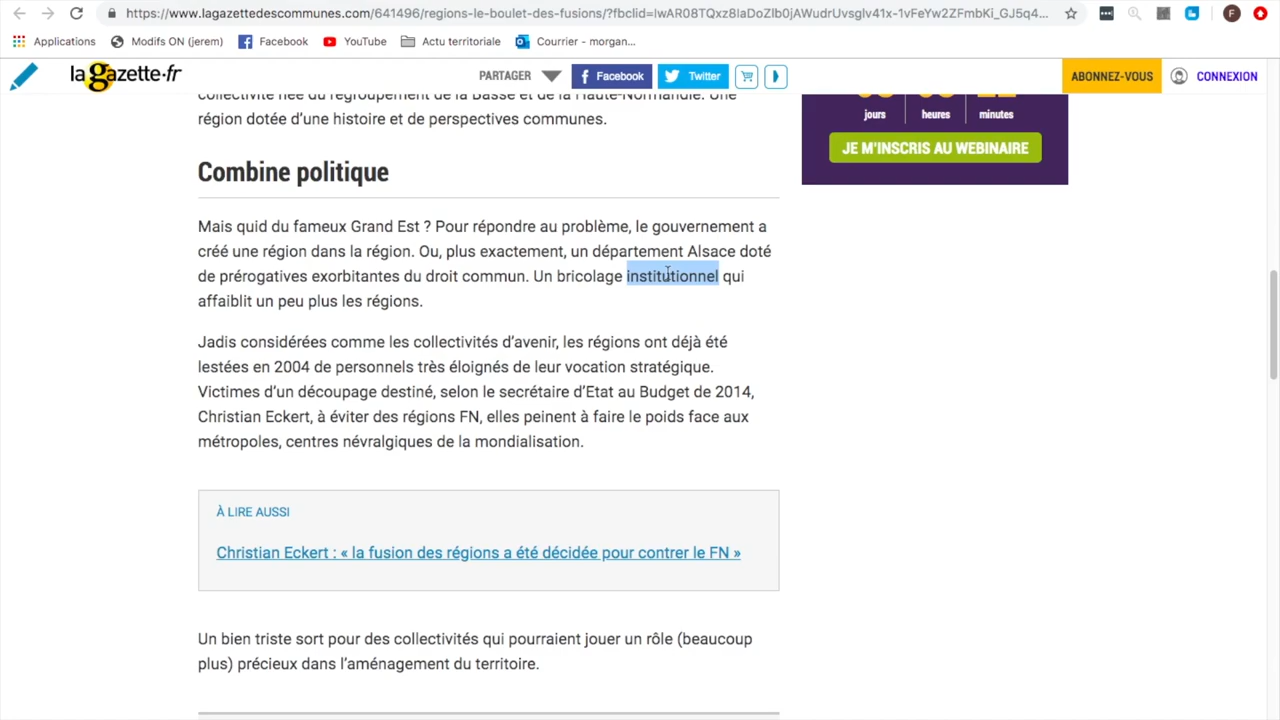 https://www.lagazettedescommunes.com/641496/regions-le-boulet-des-fusions/?fbclid=IwAR08TQxz8IaDoZIb0jAWudrUvsglv41x-1vFeYw2ZFmbKi_GJ5q4...
F
Applications
Modifs ON (jerem)
Facebook
YouTube
Actu territoriale
Courrier - morgan...
la gazette.fr
PARTAGER
Facebook
Twitter
ABONNEZ-VOUS
CONNEXION
collectivité née du regroupement de la Basse et de la Haute-Normandie. Une
région dotée d'une histoire et de perspectives communes.
jours
heures
minutes
JE M'INSCRIS AU WEBINAIRE
Combine politique
Mais quid du fameux Grand Est ? Pour répondre au problème, le gouvernement a
créé une région dans la région. Ou, plus exactement, un département Alsace doté
de prérogatives exorbitantes du droit commun. Un bricolage institutionnel qui
affaiblit un peu plus les régions.
Jadis considérées comme les collectivités d'avenir, les régions ont déjà été
lestées en 2004 de personnels très éloignés de leur vocation stratégique.
Victimes d'un découpage destiné, selon le secrétaire d'Etat au Budget de 2014,
Christian Eckert, à éviter des régions FN, elles peinent à faire le poids face aux
métropoles, centres névralgiques de la mondialisation.
À LIRE AUSSI
Christian Eckert : « la fusion des régions a été décidée pour contrer le FN »
Un bien triste sort pour des collectivités qui pourraient jouer un rôle (beaucoup
plus) précieux dans l'aménagement du territoire.